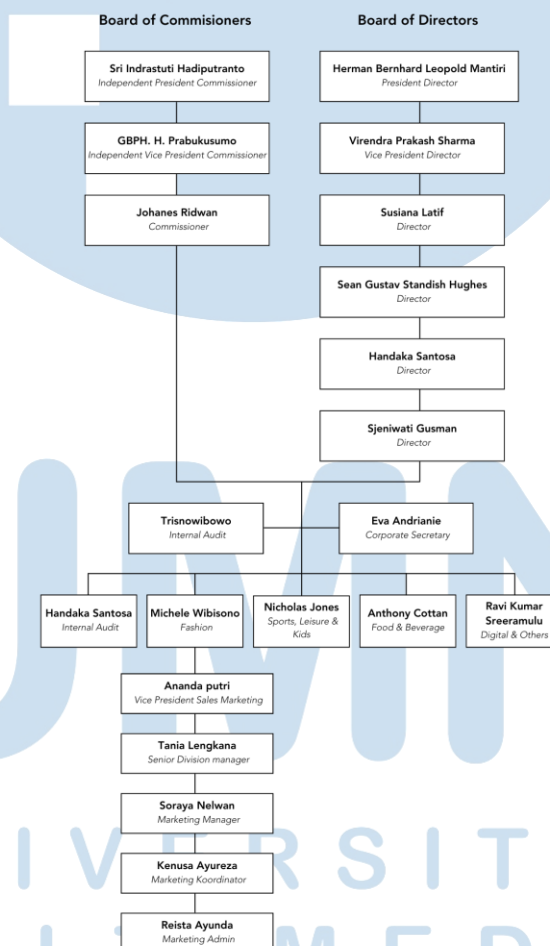 Board of Commisioners
Board of Directors
Sri Indrastuti Hadiputranto
Independent President Commissioner
Herman Bernhard Leopold Mantiri
President Director
GBPH. H. Prabukusumo
Independent Vice President Commissioner
Virendra Prakash Sharma
Vice President Director
Johanes Ridwan
Commissioner
Susiana Latif
Director
Sean Gustav Standish Hughes
Director
Handaka Santosa
Director
Sjeniwati Gusman
Director
Trisnowibowo
Internal Audit
Eva Andrianie
Corporate Secretary
Handaka Santosa
Internal Audit
Michele Wibisono
Fashion
Nicholas Jones
Sports, Leisure &
Kids
Anthony Cottan
Food & Beverage
Ravi Kumar
Sreeramulu
Digital & Others
Ananda putri
Vice President Sales Marketing
Tania Lengkana
Senior Division manager
Soraya Nelwan
Marketing Manager
Kenusa Ayureza
Marketing Koordinator
Reista Ayunda
Marketing Admin
UMN